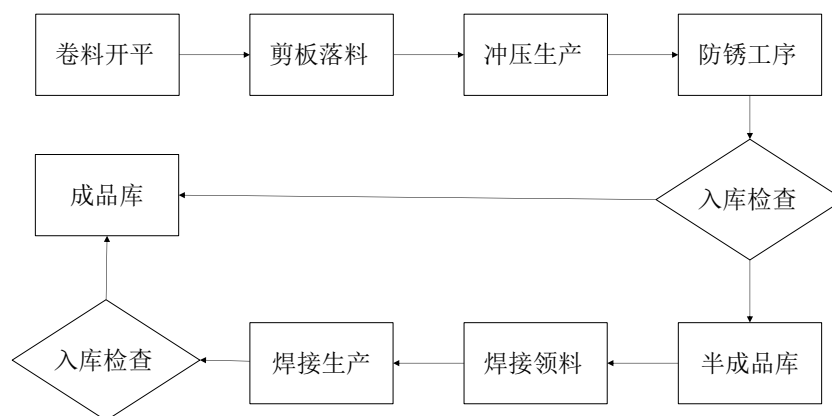 卷料开平
剪板落料
冲压生产
防锈工序
成品库
入库检查
入库检查
焊接生产
焊接领料
半成品库